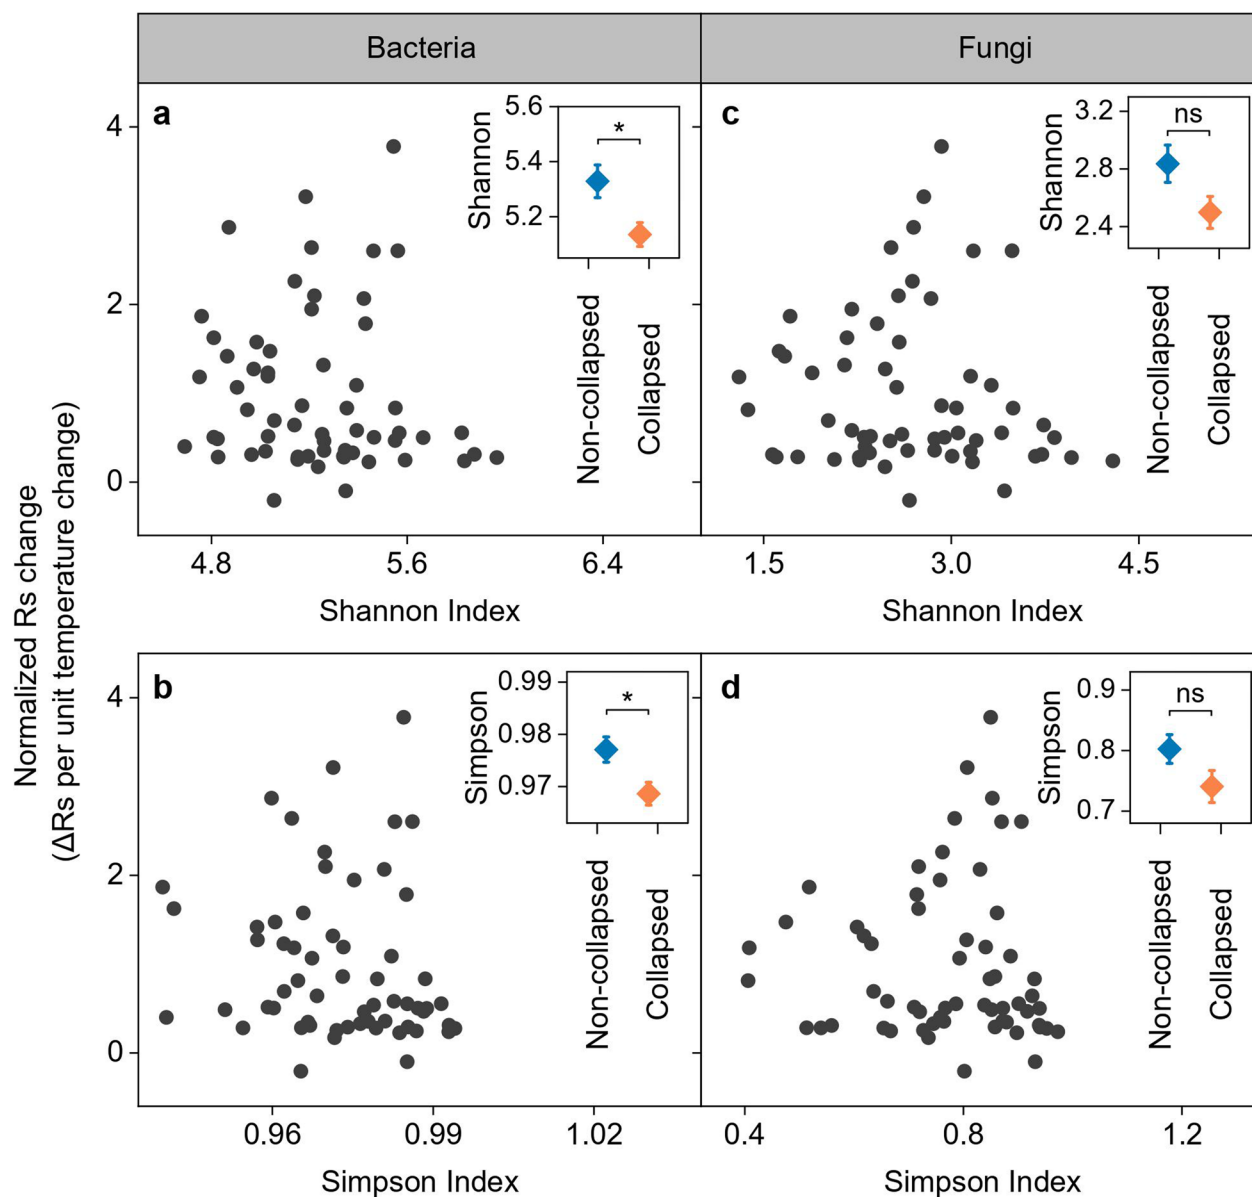 Bacteria
Fungi
Normalized Rs change
(ΔRs per unit temperature change)
a
4
2
0
4.8 5.6 6.4
Shannon Index
Shannon
5.6
5.4
5.2
*
Non-collapsed
Collapsed
c
1.5 3.0 4.5
Shannon Index
Shannon
3.2
2.8
2.4
ns
Non-collapsed
Collapsed
b
4
2
0
0.96 0.99 1.02
Simpson Index
Simpson
0.99
0.98
0.97
*
Non-collapsed
Collapsed
d
0.4 0.8 1.2
Simpson Index
Simpson
0.9
0.8
0.7
ns
Non-collapsed
Collapsed